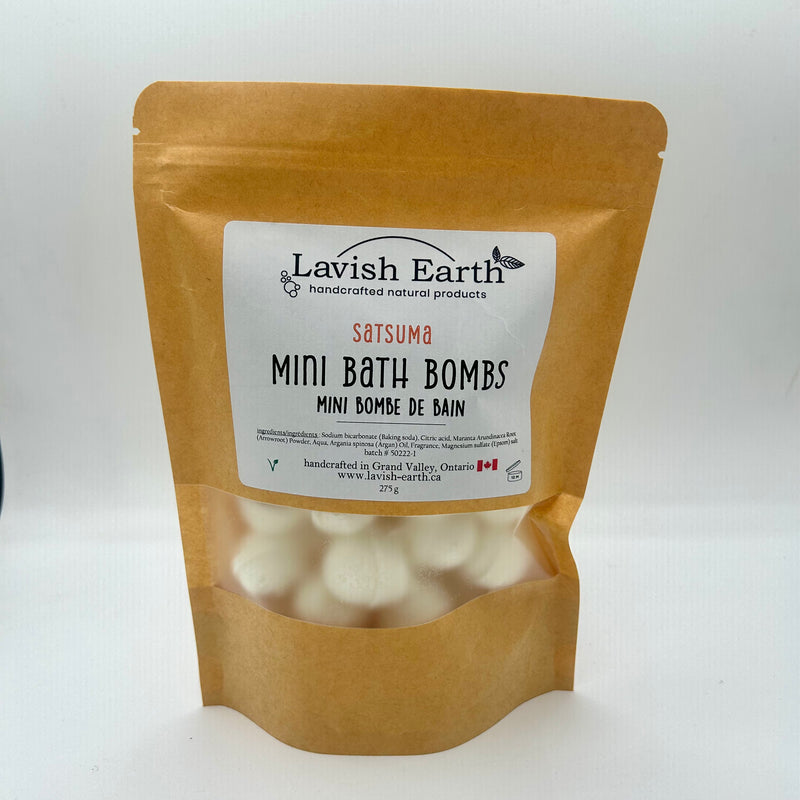 Lavish Earth
handcrafted natural products
SATSUMA
MINI BATH BOMBS
MINI BOMBE DE BAIN
ingredients/ingrédients: Sodium bicarbonate (Baking soda), Citric acid, Maranta Arundinacea Root
(Arrowroot) Powder, Aqua, Argania spinosa (Argan) Oil, Fragrance, Magnesium sulfate (Epsom) salt
batch # 50222-1
handcrafted in Grand Valley, Ontario
www.lavish-earth.ca
275 g